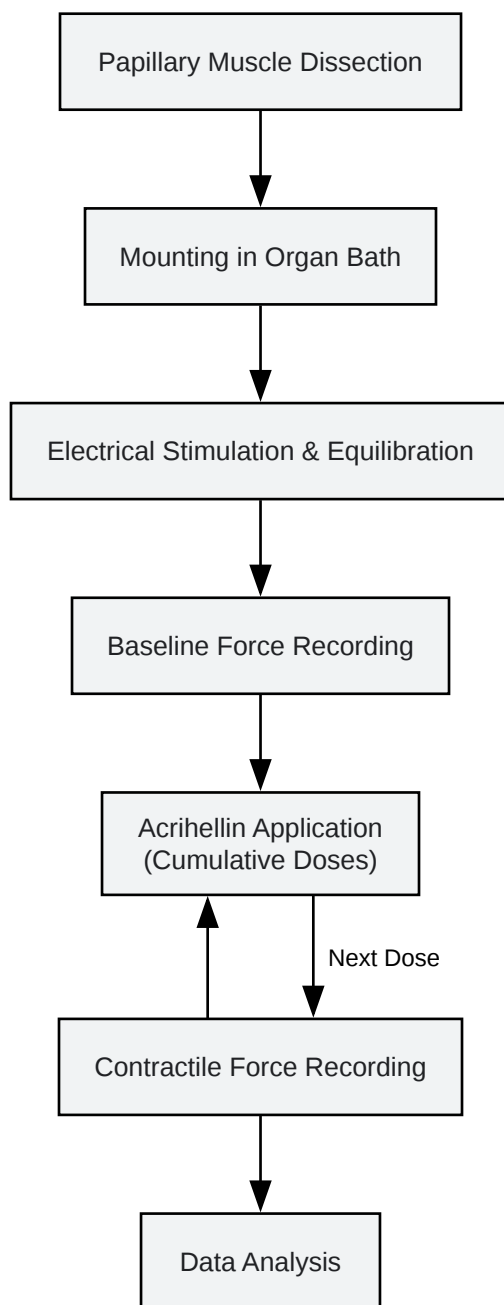 Papillary Muscle Dissection
Mounting in Organ Bath
Electrical Stimulation & Equilibration
Baseline Force Recording
Acrihellin Application
(Cumulative Doses)
Next Dose
Contractile Force Recording
Data Analysis